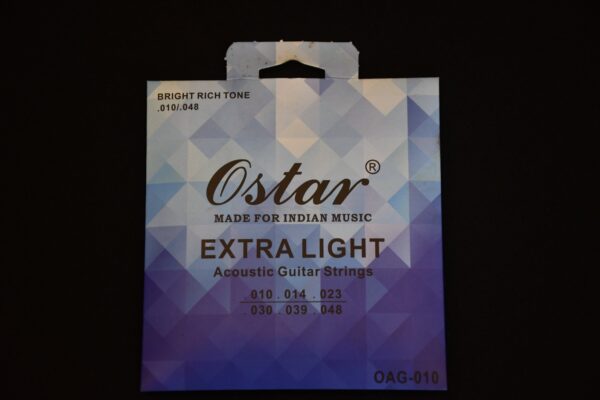 BRIGHT RICH TONE
.010/.048
Ostar®
MADE FOR INDIAN MUSIC
EXTRA LIGHT
Acoustic Guitar Strings
.010 .014 .023
.030 .039 .048
OAG-010